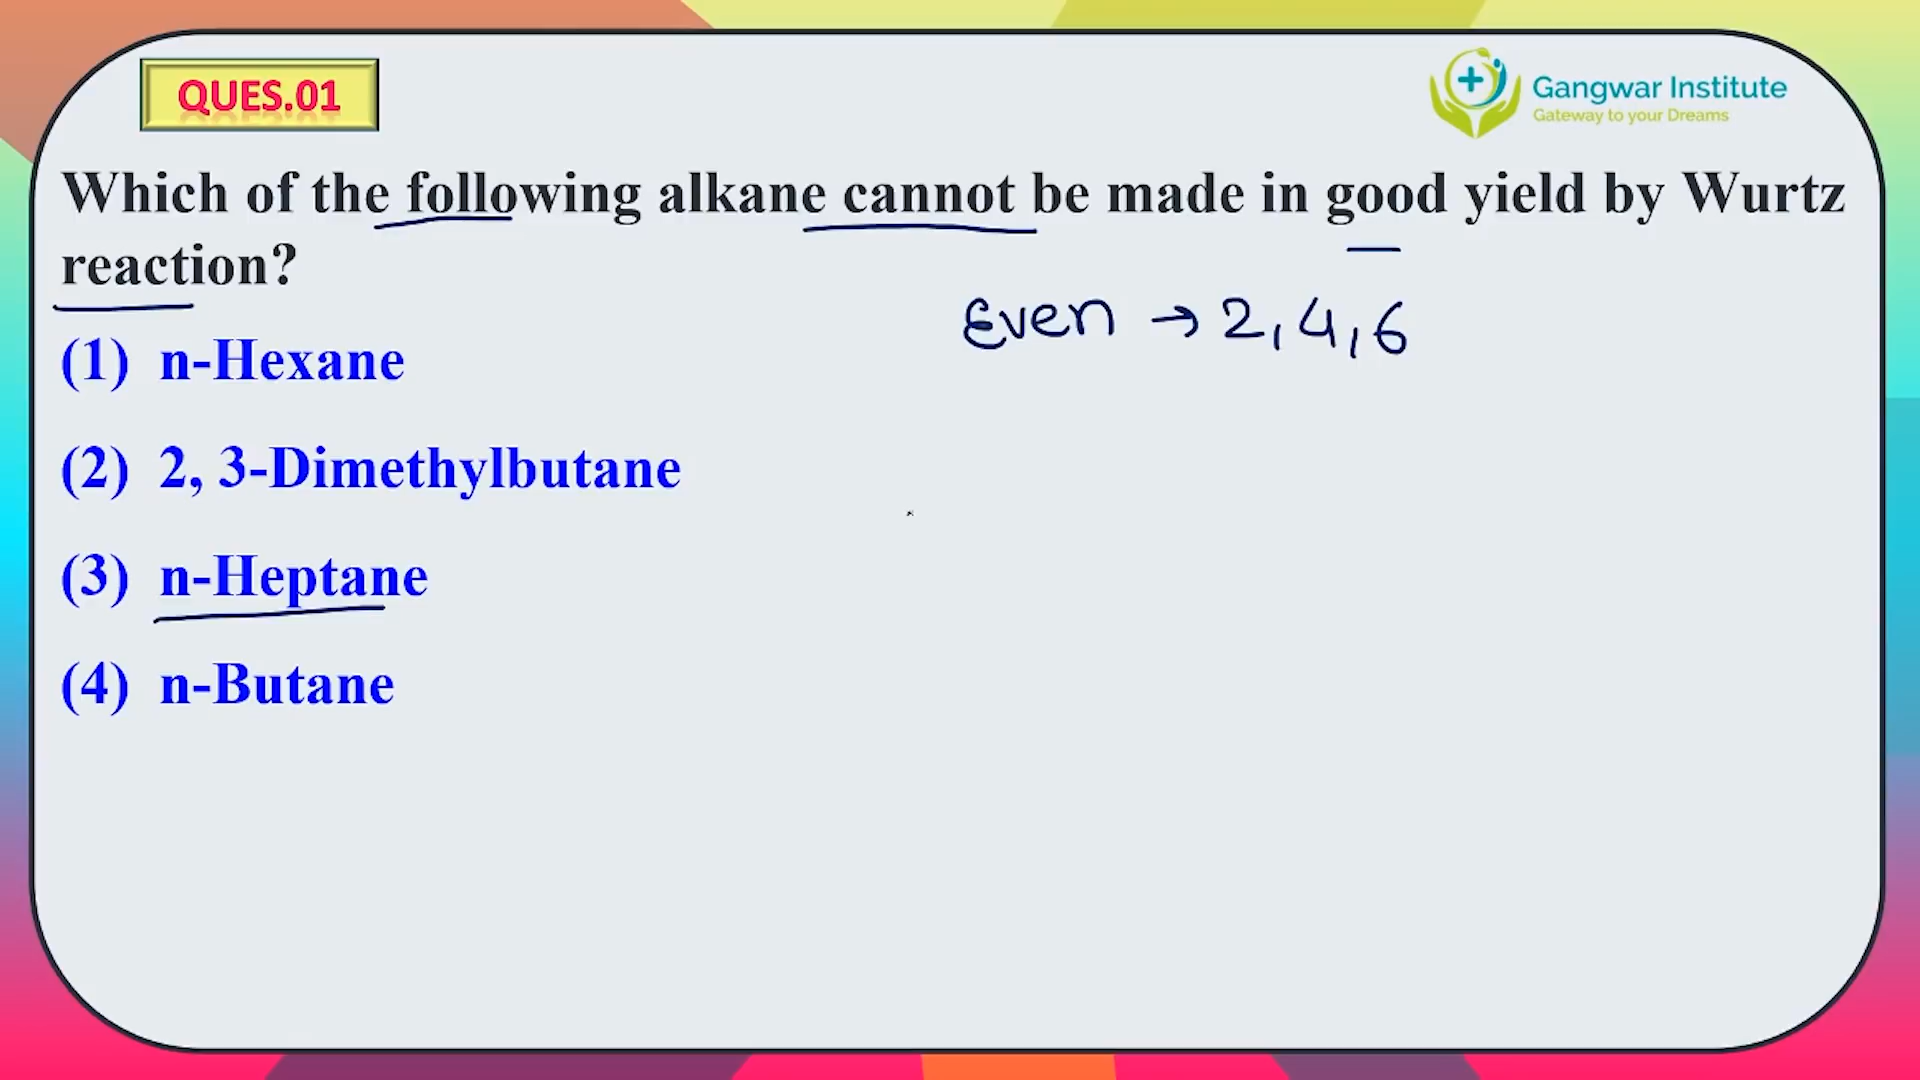 QUES.01
Gangwar Institute
Gateway to your Dreams
Which of the following alkane cannot be made in good yield by Wurtz
reaction?
Even → 2, 4, 6
(1) n-Hexane
(2) 2, 3-Dimethylbutane
(3) n-Heptane
(4) n-Butane